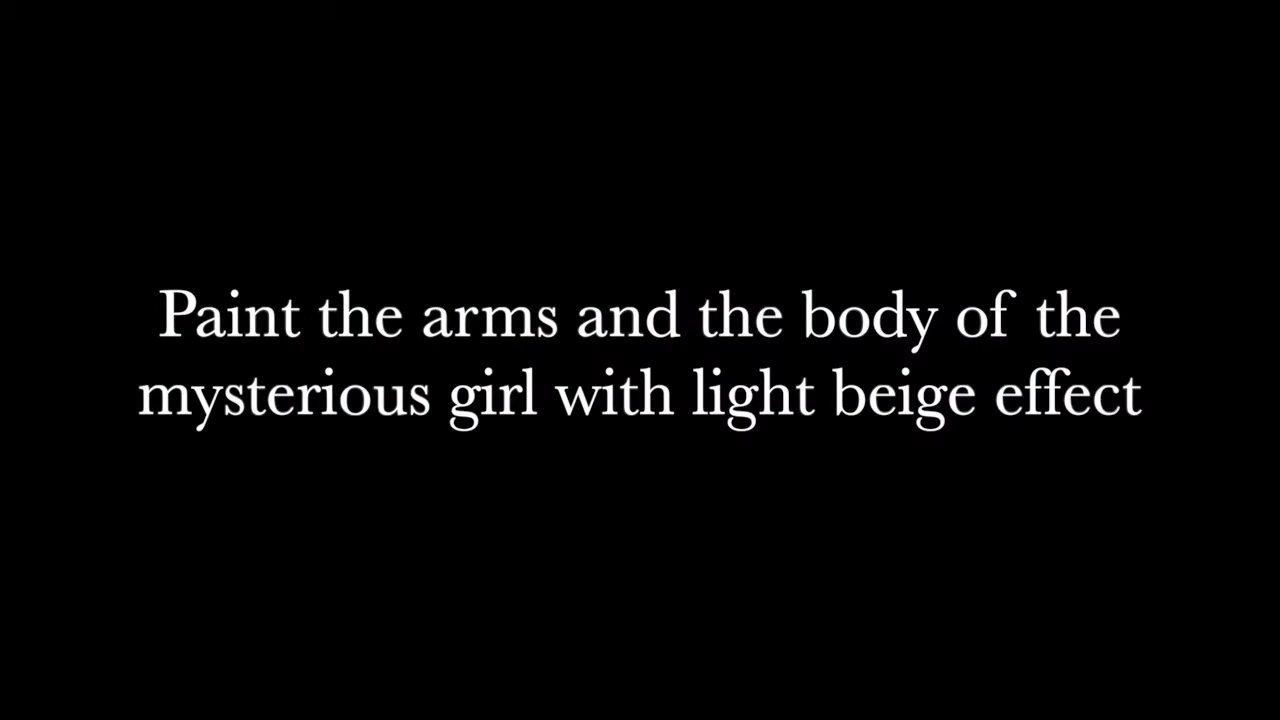 Paint the arms and the body of the
mysterious girl with light beige effect